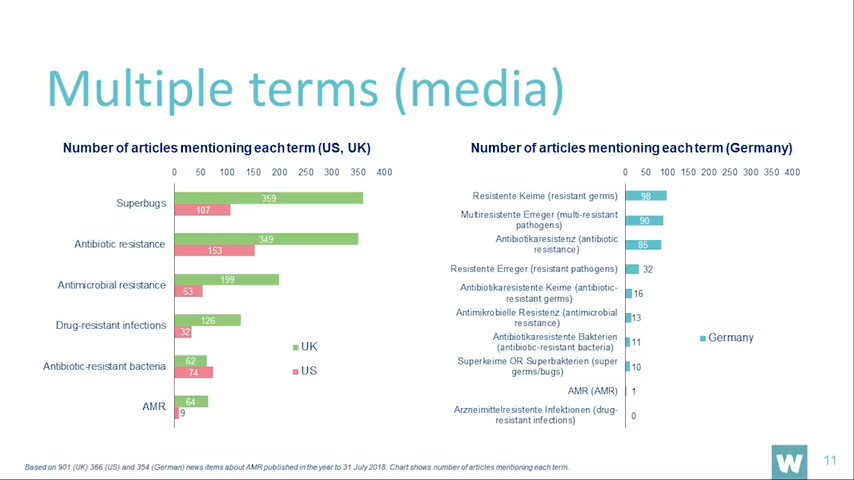 Multiple terms (media)
Number of articles mentioning each term (US, UK)
0 50 100 150 200 250 300 350 400
Superbugs
359
107
Antibiotic resistance
349
153
Antimicrobial resistance
199
53
Drug-resistant infections
126
32
Antibiotic-resistant bacteria
62
74
AMR
64
9
UK
US
Number of articles mentioning each term (Germany)
0 50 100 150 200 250 300 350 400
Resistente Keime (resistant germs)
98
Multiresistente Erreger (multi-resistant
pathogens)
90
Antibiotikaresistenz (antibiotic
resistance)
85
Resistente Erreger (resistant pathogens)
32
Antibiotikaresistente Keime (antibiotic-
resistant germs)
16
Antimikrobielle Resistenz (antimicrobial
resistance)
13
Antibiotikaresistente Bakterien
(antibiotic-resistant bacteria)
11
Superkeime OR Superbakterien (super
germs/bugs)
10
AMR (AMR)
1
Arzneimittelresistente Infektionen (drug-
resistant infections)
0
Germany
Based on 901 (UK) 366 (US) and 354 (German) news items about AMR published in the year to 31 July 2018. Chart shows number of articles mentioning each term.
W
11